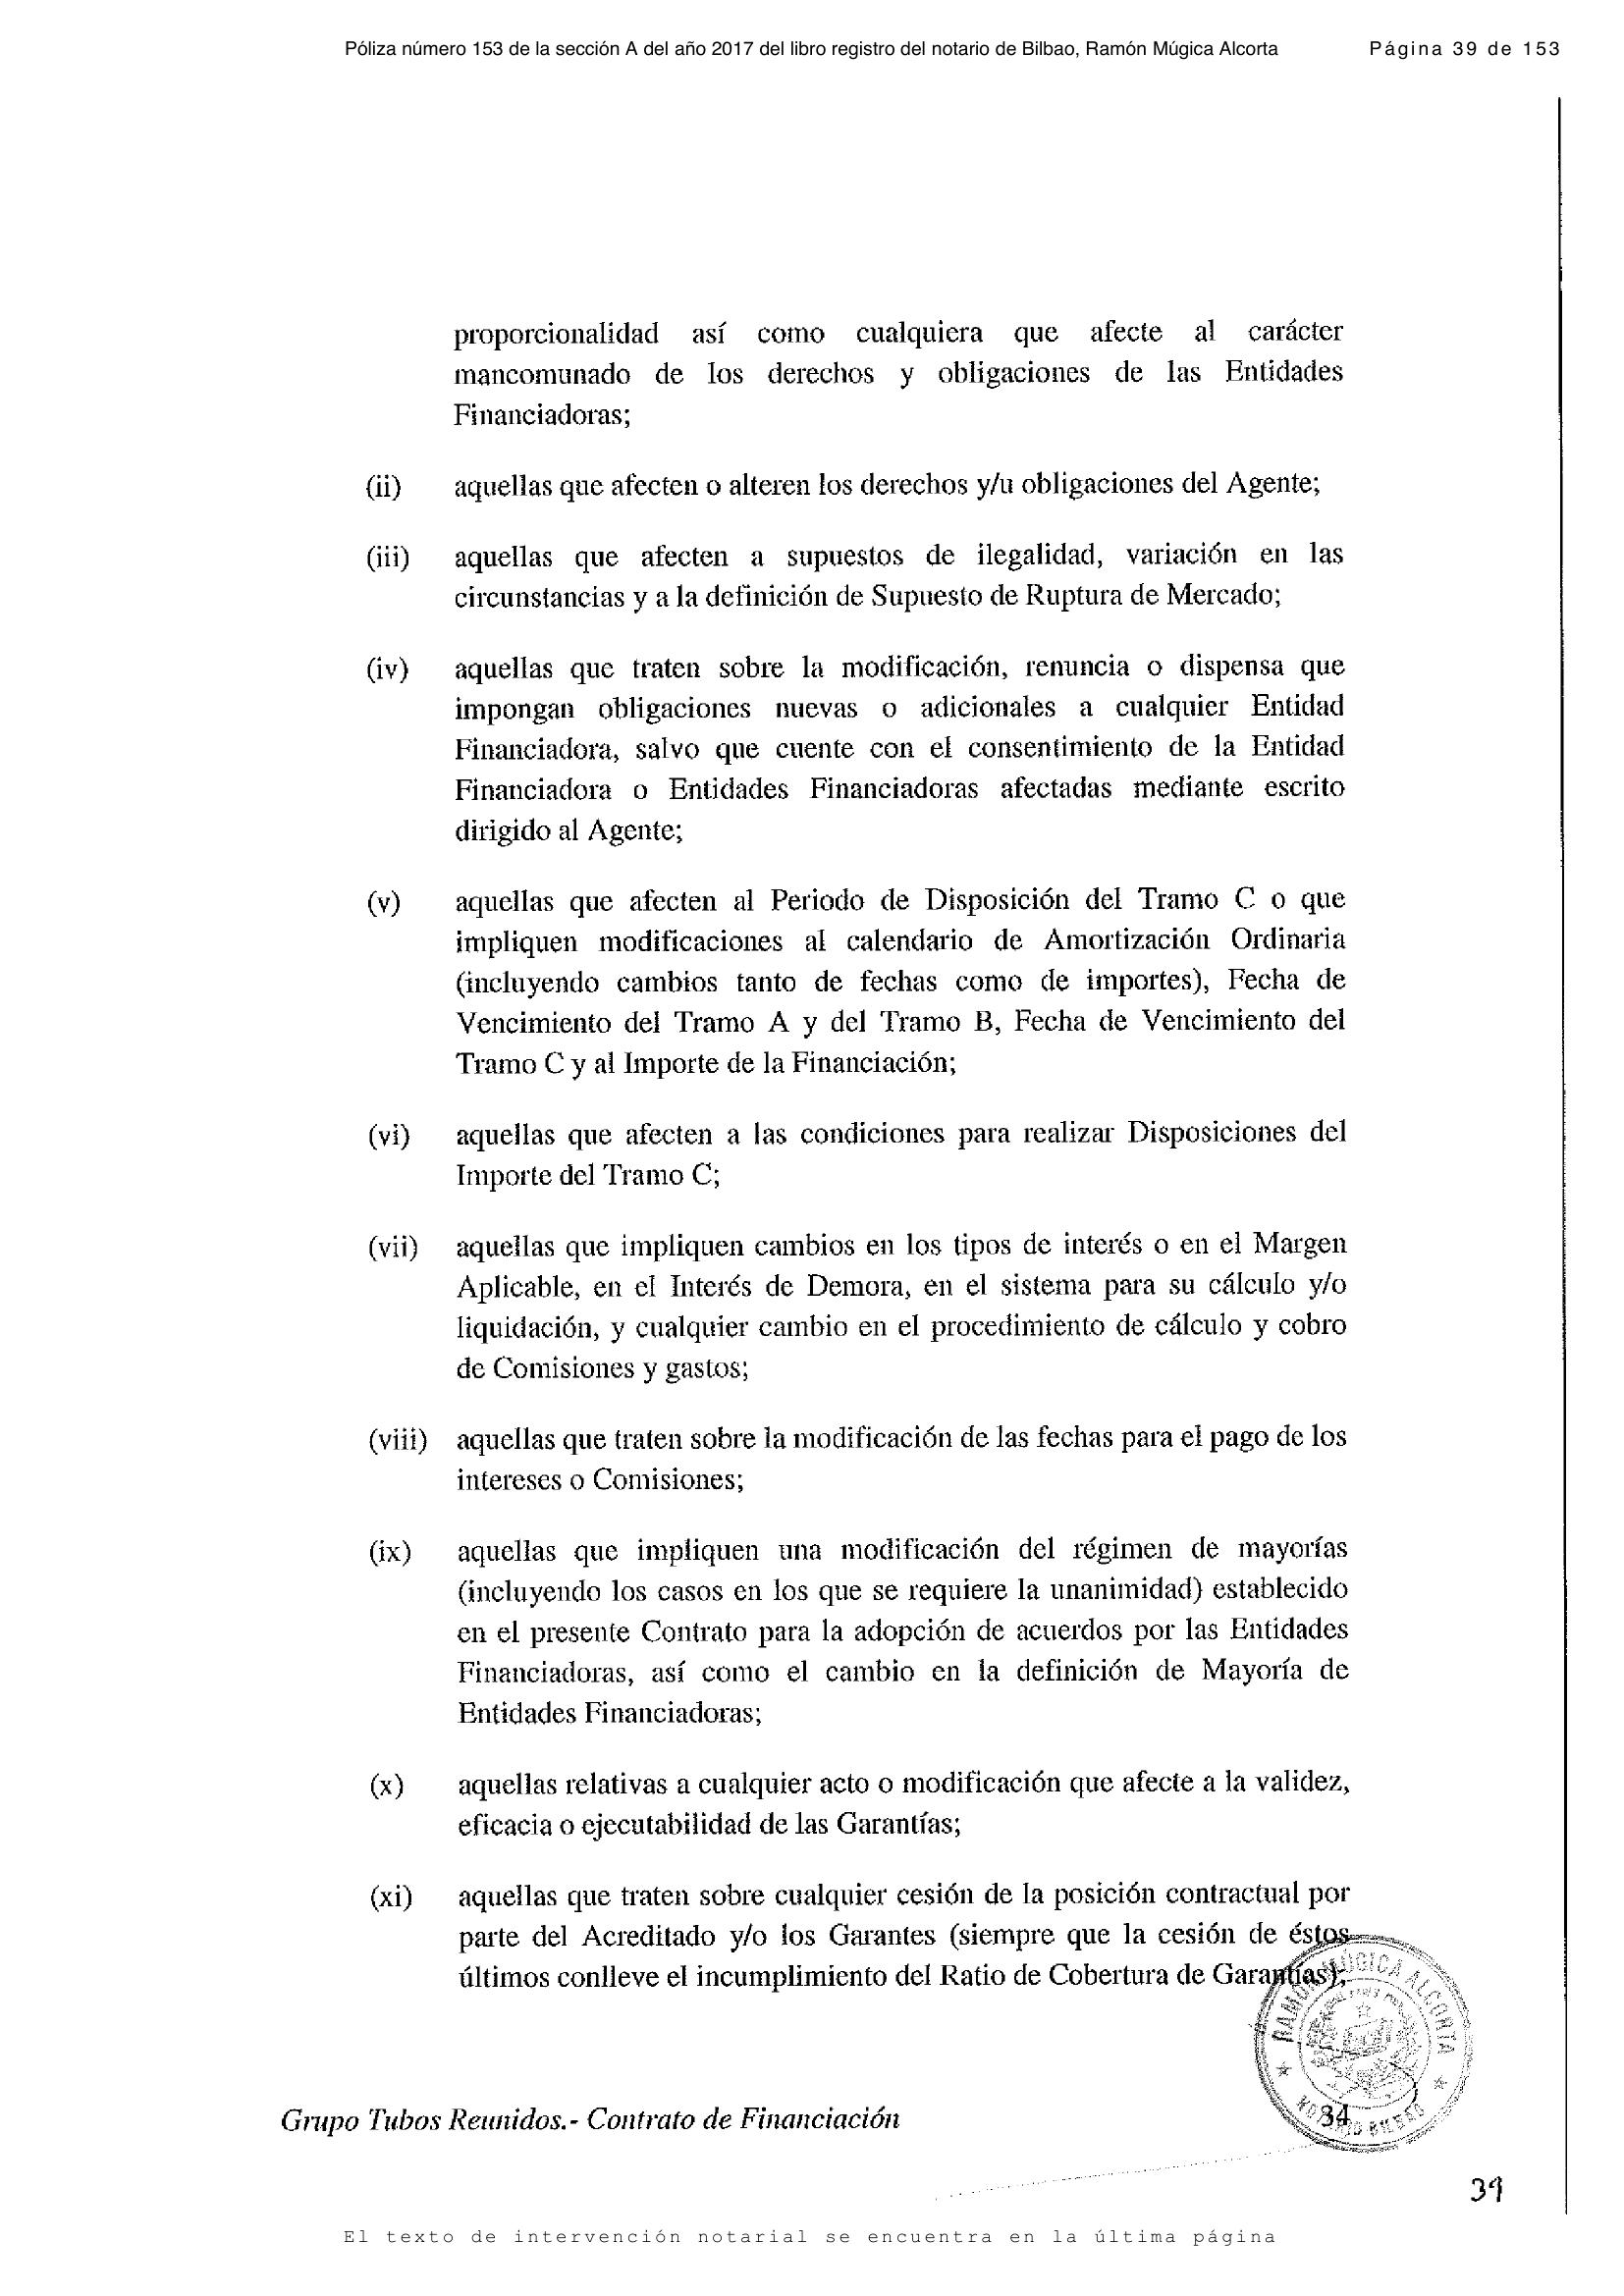 Póliza número 153 de la sección A del año 2017 del libro registro del notario de Bilbao, Ramón Múgica Alcorta Página 39 de 153
proporcionalidad así como cualquiera que afecte al carácter
mancomunado de los derechos y obligaciones de las Entidades
Financiadoras;
(ii) aquellas que afecten o alteren los derechos y/u obligaciones del Agente;
(iii) aquellas que afecten a supuestos de ilegalidad, variación en las
circunstancias y a la definición de Supuesto de Ruptura de Mercado;
(iv) aquellas que traten sobre la modificación, renuncia o dispensa que
impongan obligaciones nuevas o adicionales a cualquier Entidad
Financiadora, salvo que cuente con el consentimiento de la Entidad
Financiadora o Entidades Financiadoras afectadas mediante escrito
dirigido al Agente;
(v) aquellas que afecten al Periodo de Disposición del Tramo C o que
impliquen modificaciones al calendario de Amortización Ordinaria
(incluyendo cambios tanto de fechas como de importes), Fecha de
Vencimiento del Tramo A y del Tramo B, Fecha de Vencimiento del
Tramo C y al Importe de la Financiación;
(vi) aquellas que afecten a las condiciones para realizar Disposiciones del
Importe del Tramo C;
(vii) aquellas que impliquen cambios en los tipos de interés o en el Margen
Aplicable, en el Interés de Demora, en el sistema para su cálculo y/o
liquidación, y cualquier cambio en el procedimiento de cálculo y cobro
de Comisiones y gastos;
(viii) aquellas que traten sobre la modificación de las fechas para el pago de los
intereses o Comisiones;
(ix) aquellas que impliquen una modificación del régimen de mayorías
(incluyendo los casos en los que se requiere la unanimidad) establecido
en el presente Contrato para la adopción de acuerdos por las Entidades
Financiadoras, así como el cambio en la definición de Mayoría de
Entidades Financiadoras;
(x) aquellas relativas a cualquier acto o modificación que afecte a la validez,
eficacia o ejecutabilidad de las Garantías;
(xi) aquellas que traten sobre cualquier cesión de la posición contractual por
parte del Acreditado y/o los Garantes (siempre que la cesión de éstos
últimos conlleve el incumplimiento del Ratio de Cobertura de Garantías);
RAMÓN MÚGICA ALCORTA
Grupo Tubos Reunidos.- Contrato de Financiación 34
39
El texto de intervención notarial se encuentra en la última página